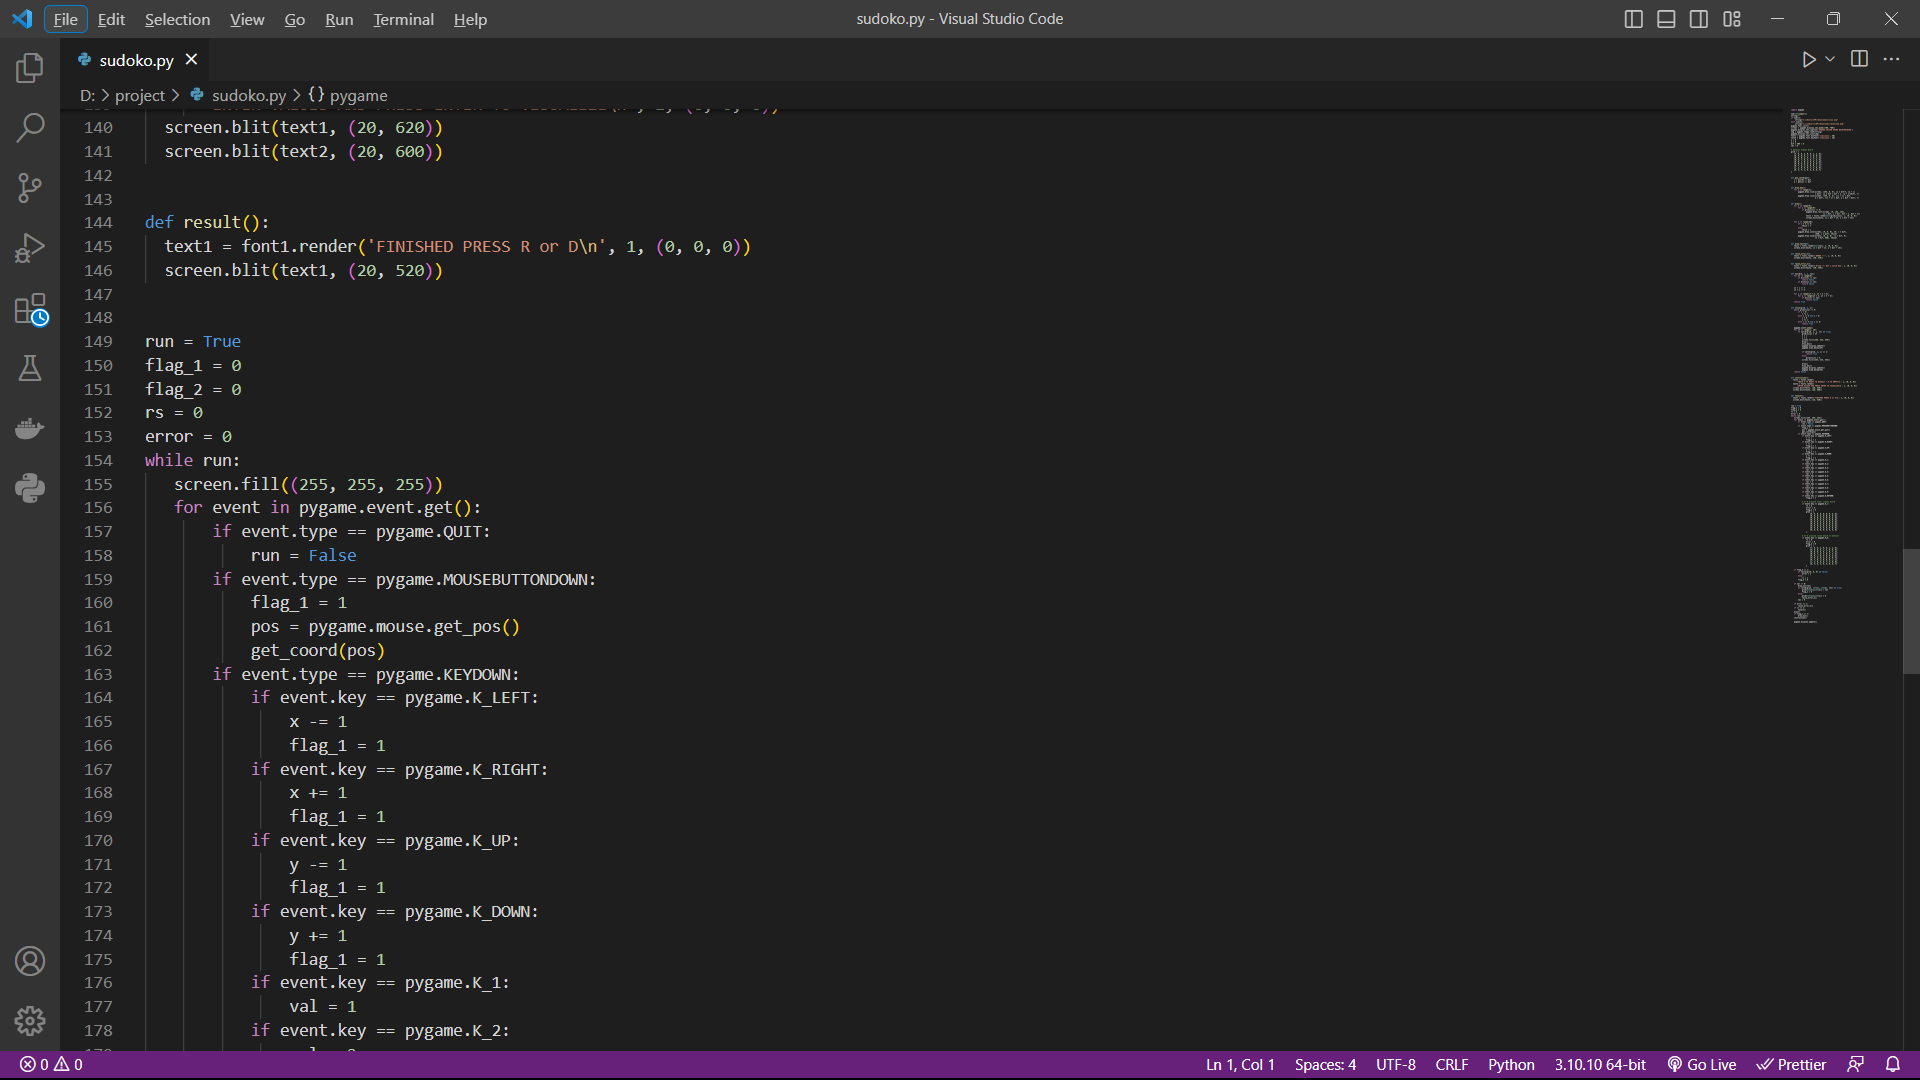 File Edit Selection View Go Run Terminal Help
sudoko.py - Visual Studio Code
sudoko.py
D: > project > sudoko.py > {} pygame
140 screen.blit(text1, (20, 620))
141 screen.blit(text2, (20, 600))
142
143
144 def result():
145 text1 = font1.render('FINISHED PRESS R or D\n', 1, (0, 0, 0))
146 screen.blit(text1, (20, 520))
147
148
149 run = True
150 flag_1 = 0
151 flag_2 = 0
152 rs = 0
153 error = 0
154 while run:
155 screen.fill((255, 255, 255))
156 for event in pygame.event.get():
157 if event.type == pygame.QUIT:
158 run = False
159 if event.type == pygame.MOUSEBUTTONDOWN:
160 flag_1 = 1
161 pos = pygame.mouse.get_pos()
162 get_coord(pos)
163 if event.type == pygame.KEYDOWN:
164 if event.key == pygame.K_LEFT:
165 x -= 1
166 flag_1 = 1
167 if event.key == pygame.K_RIGHT:
168 x += 1
169 flag_1 = 1
170 if event.key == pygame.K_UP:
171 y -= 1
172 flag_1 = 1
173 if event.key == pygame.K_DOWN:
174 y += 1
175 flag_1 = 1
176 if event.key == pygame.K_1:
177 val = 1
178 if event.key == pygame.K_2:
0 0 Ln 1, Col 1 Spaces: 4 UTF-8 CRLF Python 3.10.10 64-bit Go Live Prettier